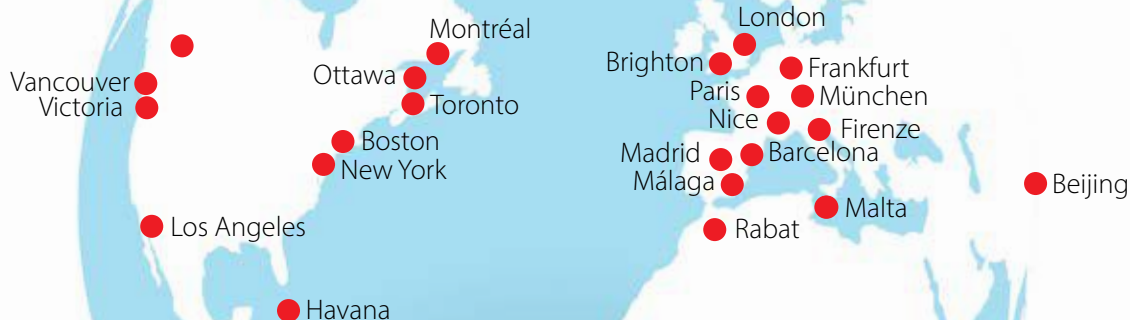 London
Montréal
Brighton
Frankfurt
Ottawa
Vancouver
Paris
München
Victoria
Toronto
Nice
Firenze
Boston
Madrid
Barcelona
New York
Málaga
Beijing
Malta
Los Angeles
Rabat
Havana